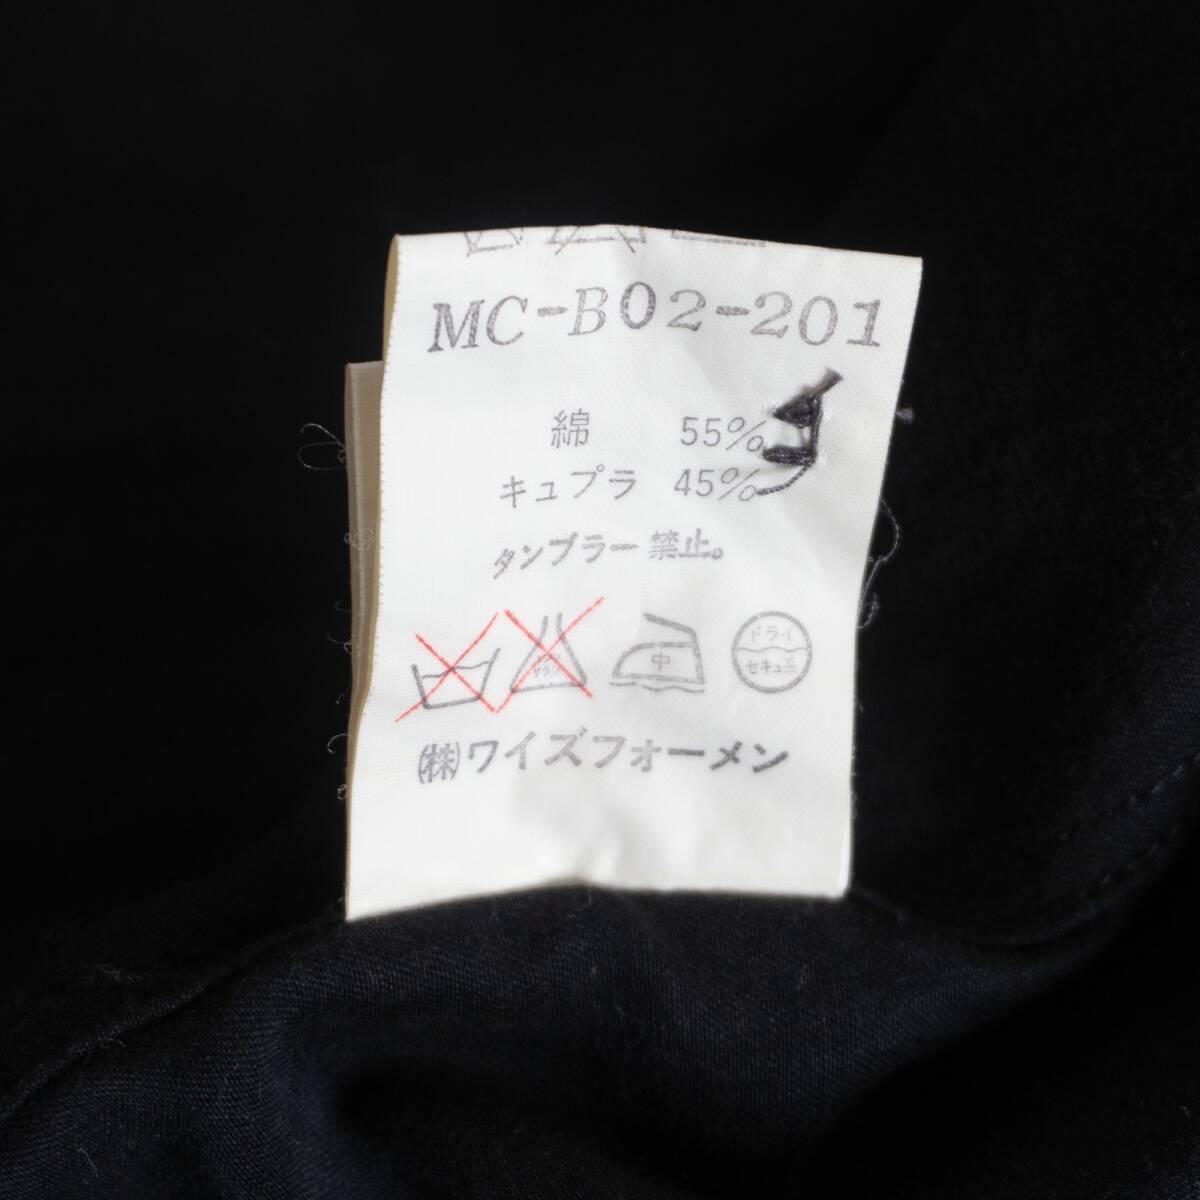 MC-B02-201
綿 55%
キュプラ 45%
タンブラー禁止。
中
ドライ
セキユ系
(株)ワイズフォーメン